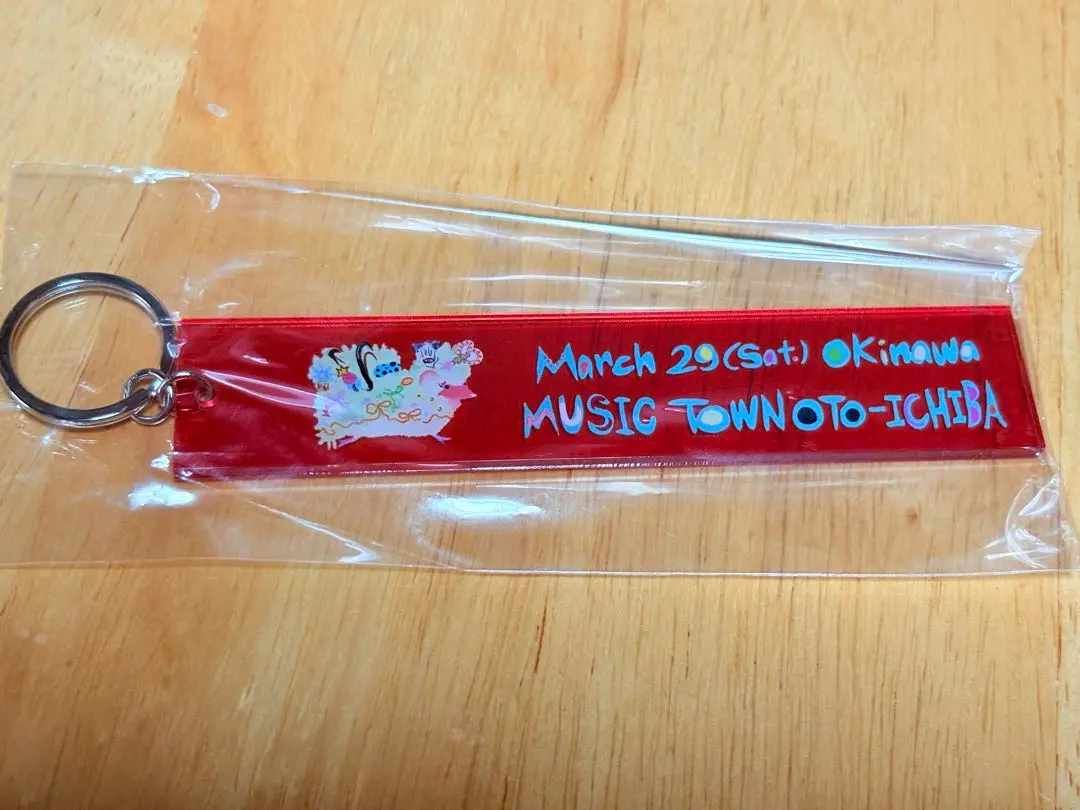 March 29(Sat.) Okinawa
MUSIC TOWN OTO-ICHIBA